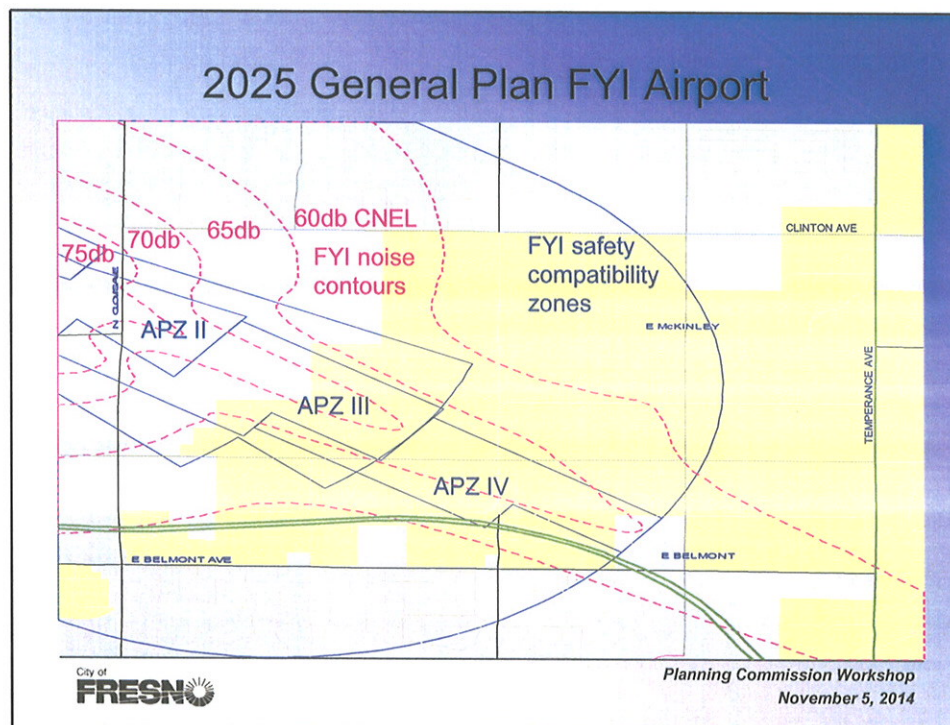 2025 General Plan FYI Airport
60db CNEL
65db
70db
75db
FYI noise
contours
FYI safety
compatibility
zones
CLINTON AVE
E McKINLEY
TEMPERANCE AVE
APZ II
APZ III
APZ IV
E BELMONT AVE
E BELMONT
City of
FRESNO
Planning Commission Workshop
November 5, 2014